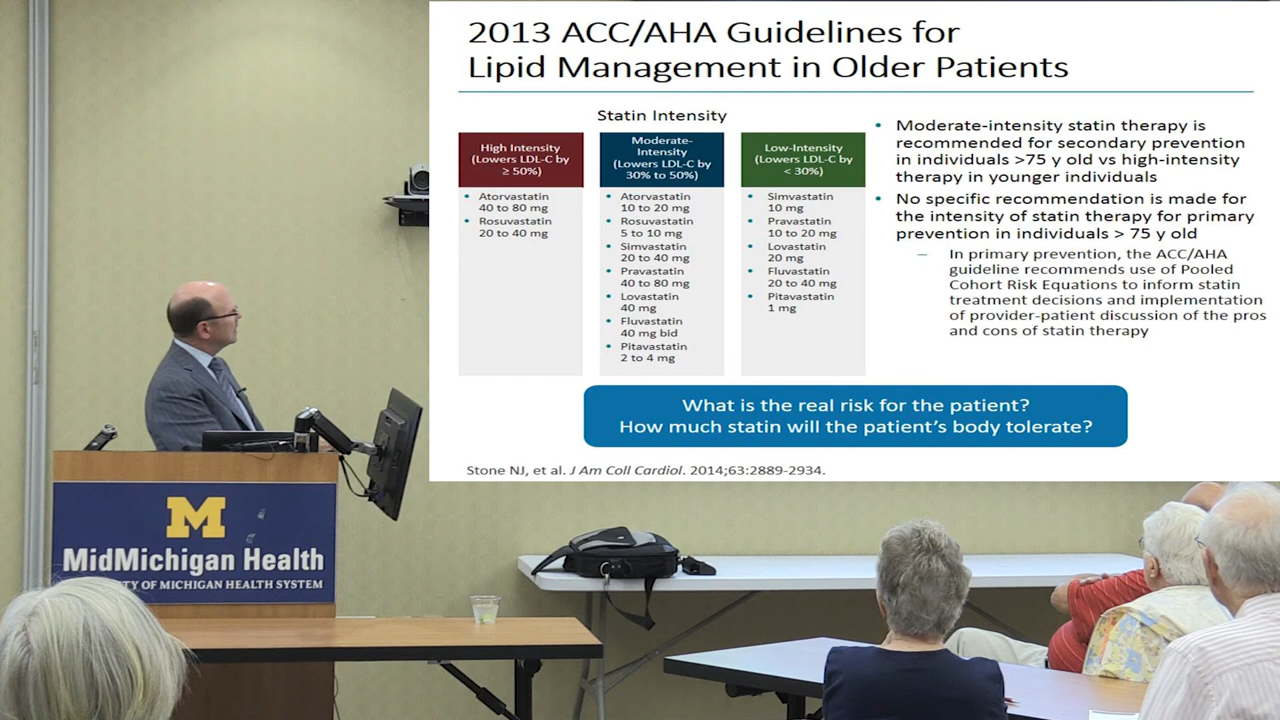 2013 ACC/AHA Guidelines for
Lipid Management in Older Patients
Statin Intensity
High Intensity
(Lowers LDL-C by
≥ 50%)
• Atorvastatin
40 to 80 mg
• Rosuvastatin
20 to 40 mg
Moderate-
Intensity
(Lowers LDL-C by
30% to 50%)
• Atorvastatin
10 to 20 mg
• Rosuvastatin
5 to 10 mg
• Simvastatin
20 to 40 mg
• Pravastatin
40 to 80 mg
• Lovastatin
40 mg
• Fluvastatin
40 mg bid
• Pitavastatin
2 to 4 mg
Low-Intensity
(Lowers LDL-C by
< 30%)
• Simvastatin
10 mg
• Pravastatin
10 to 20 mg
• Lovastatin
20 mg
• Fluvastatin
20 to 40 mg
• Pitavastatin
1 mg
• Moderate-intensity statin therapy is
recommended for secondary prevention
in individuals >75 y old vs high-intensity
therapy in younger individuals
• No specific recommendation is made for
the intensity of statin therapy for primary
prevention in individuals > 75 y old
– In primary prevention, the ACC/AHA
guideline recommends use of Pooled
Cohort Risk Equations to inform statin
treatment decisions and implementation
of provider-patient discussion of the pros
and cons of statin therapy
What is the real risk for the patient?
How much statin will the patient's body tolerate?
Stone NJ, et al. J Am Coll Cardiol. 2014;63:2889-2934.
M
MidMichigan Health
OF MICHIGAN HEALTH SYSTEM